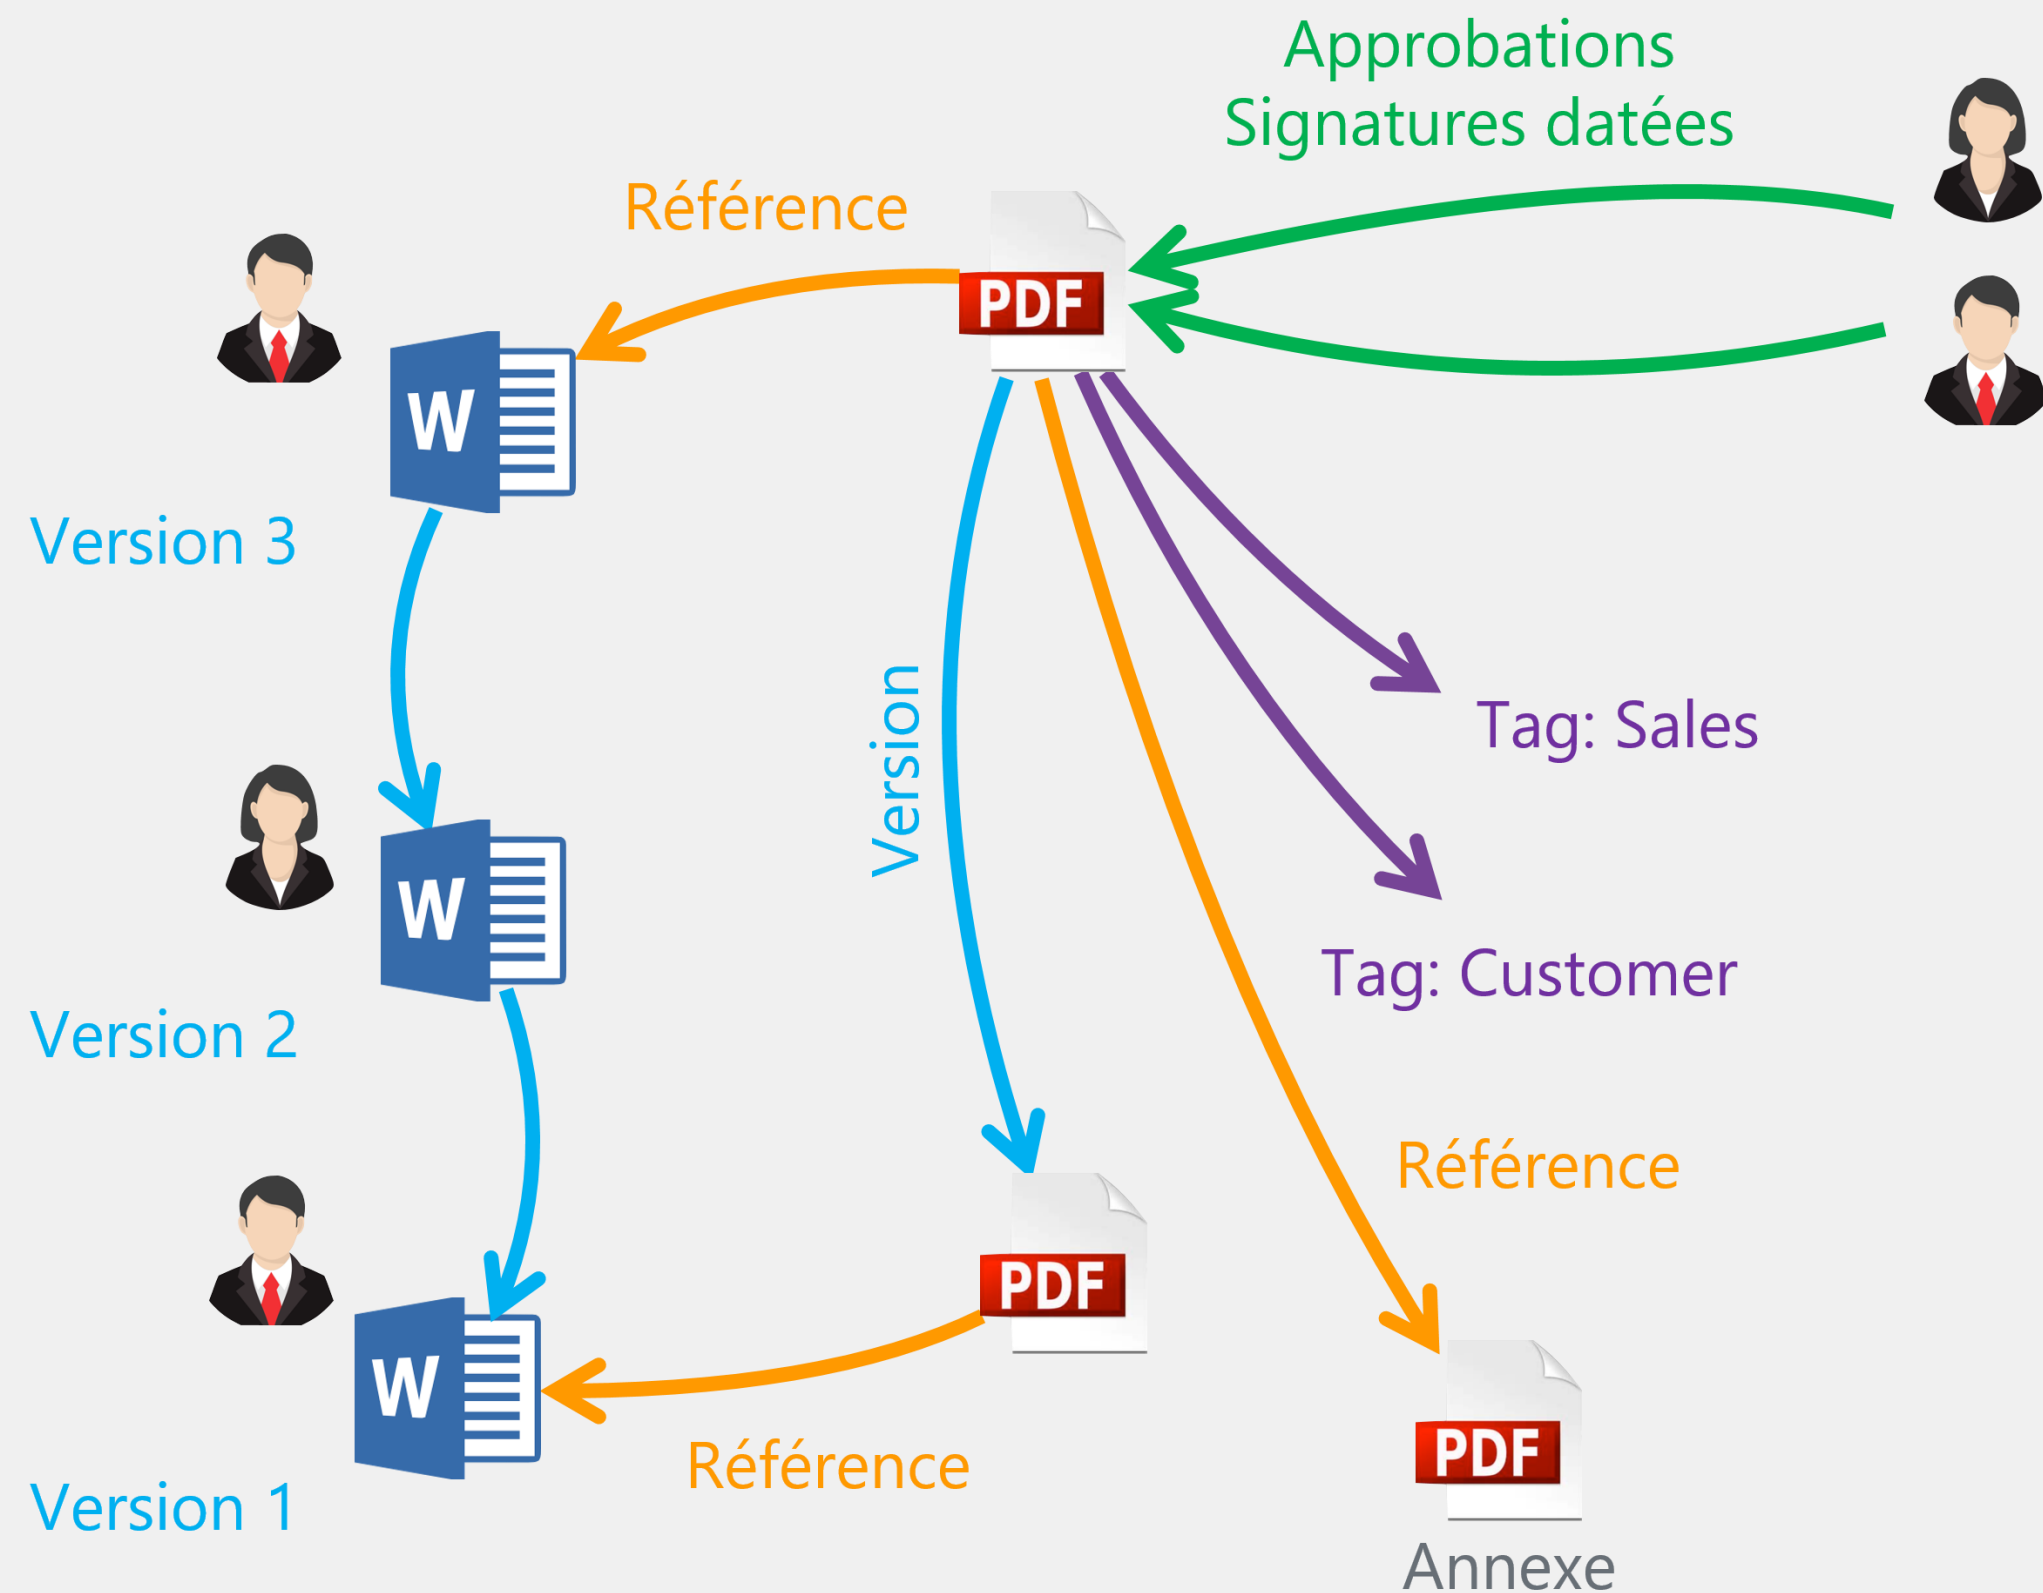 Approbations
Signatures datées
Référence
PDF
W
Version 3
Version
Tag: Sales
W
Tag: Customer
Version 2
Référence
PDF
W
Référence
PDF
Version 1
Annexe